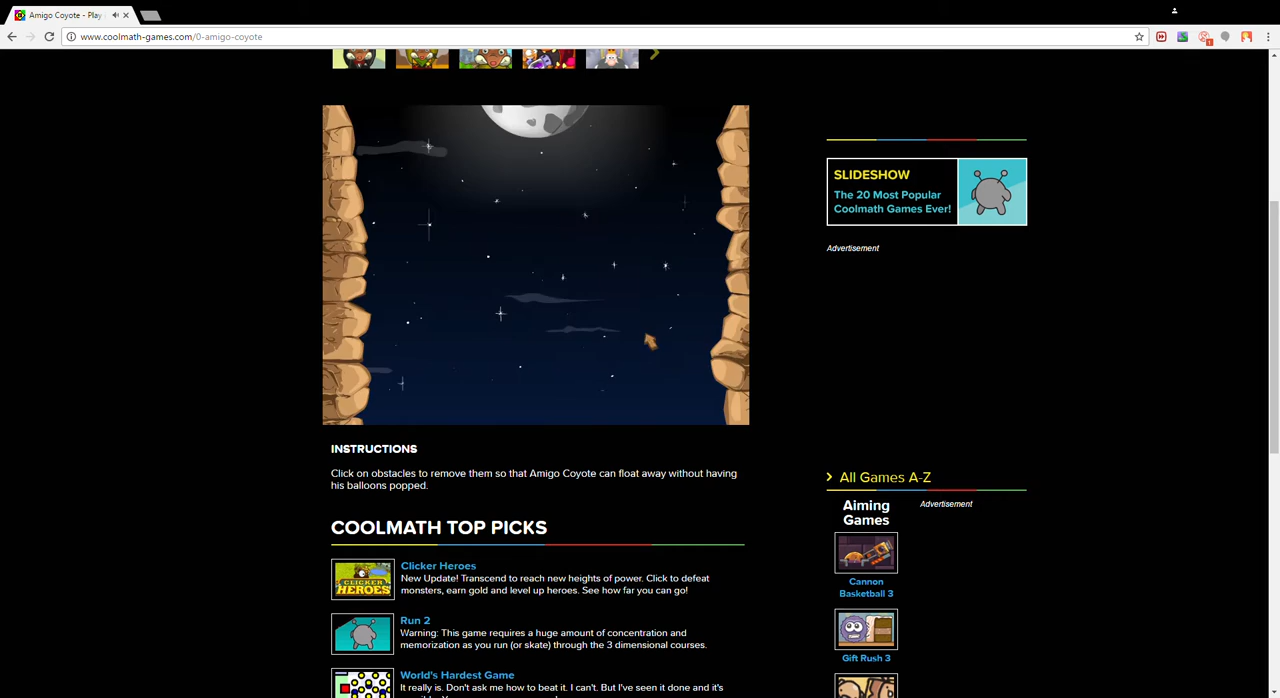 Amigo Coyote - Play
www.coolmath-games.com/0-amigo-coyote
SLIDESHOW
The 20 Most Popular
Coolmath Games Ever!
Advertisement
INSTRUCTIONS
Click on obstacles to remove them so that Amigo Coyote can float away without having
his balloons popped.
All Games A-Z
COOLMATH TOP PICKS
Aiming
Games
Advertisement
CLICKER
HEROES
Clicker Heroes
New Update! Transcend to reach new heights of power. Click to defeat
monsters, earn gold and level up heroes. See how far you can go!
Cannon
Basketball 3
Run 2
Warning: This game requires a huge amount of concentration and
memorization as you run (or skate) through the 3 dimensional courses.
Gift Rush 3
World's Hardest Game
It really is. Don't ask me how to beat it. I can't. But I've seen it done and it's